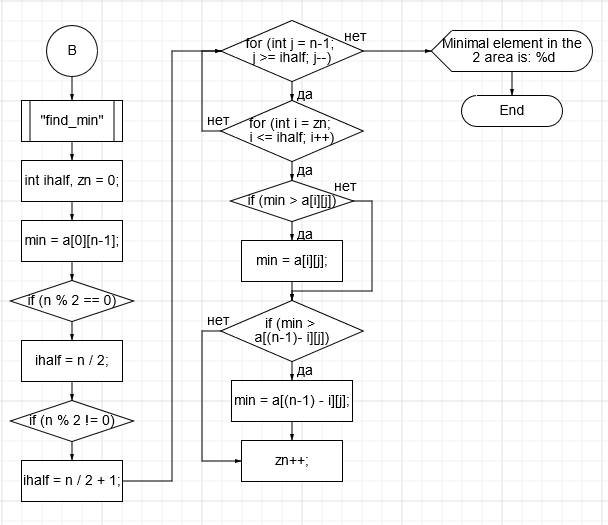 B
"find_min"
int ihalf, zn = 0;
min = a[0][n-1];
if (n % 2 == 0)
ihalf = n / 2;
if (n % 2 != 0)
ihalf = n / 2 + 1;
for (int j = n-1;
j >= ihalf; j--)
нет
да
for (int i = zn;
i <= ihalf; i++)
нет
да
if (min > a[i][j])
нет
да
min = a[i][j];
if (min >
a[(n-1)- i][j])
нет
да
min = a[(n-1) - i][j];
zn++;
Minimal element in the
2 area is: %d
End